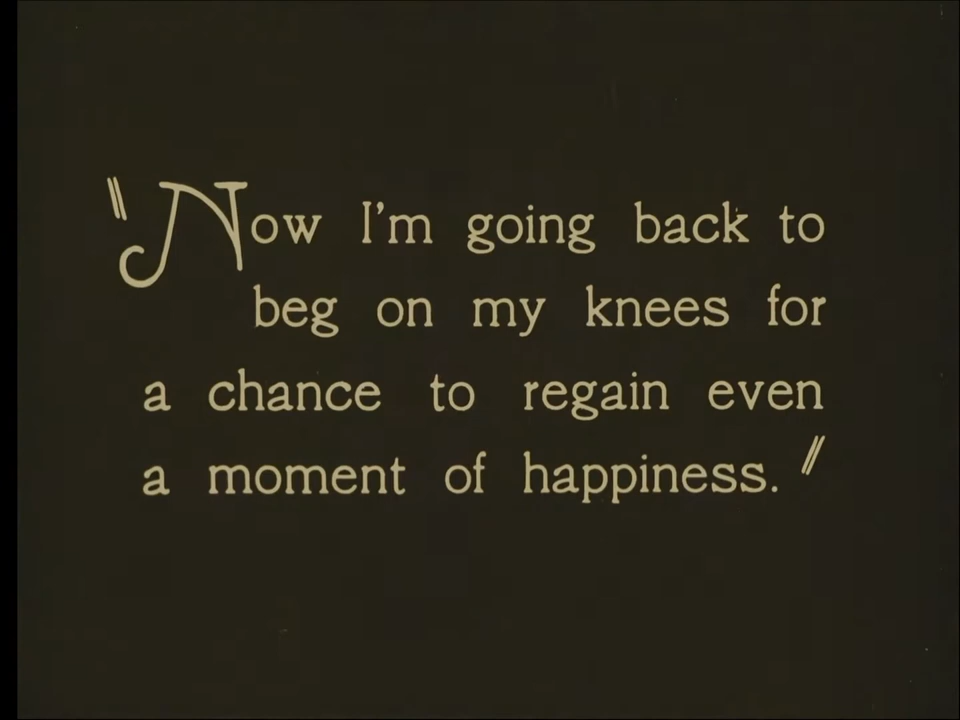 "Now I'm going back to
beg on my knees for
a chance to regain even
a moment of happiness."